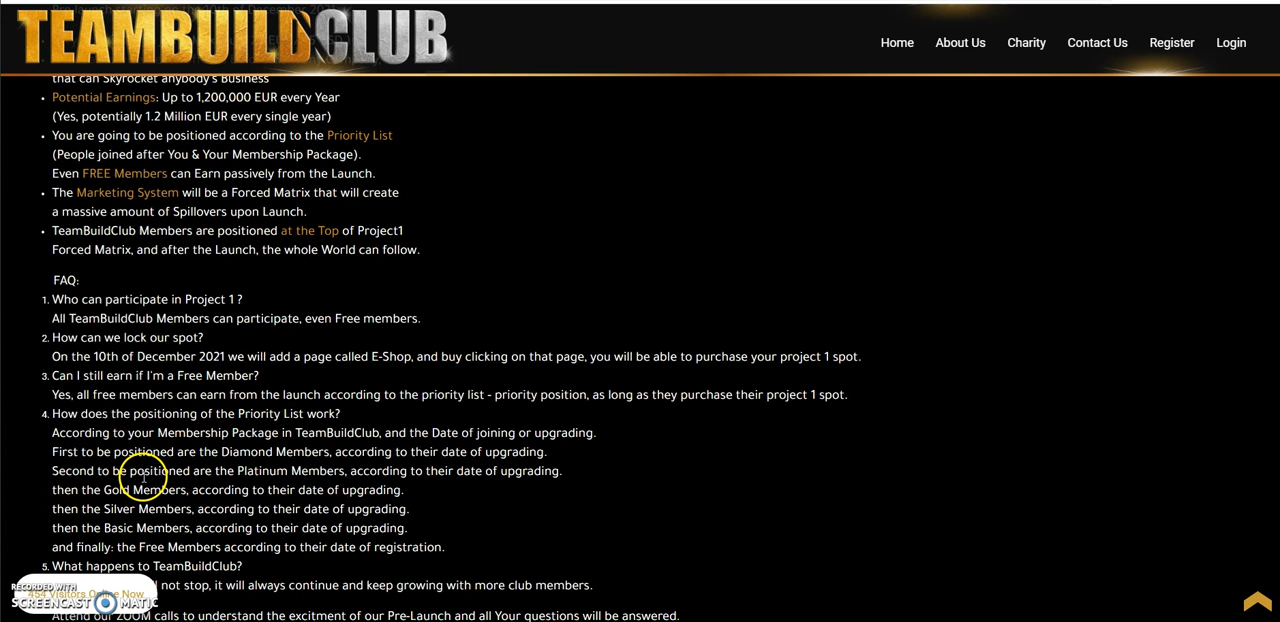 TEAMBUILDCLUB
Home About Us Charity Contact Us Register Login
that can Skyrocket anybody's Business
• Potential Earnings: Up to 1,200,000 EUR every Year
(Yes, potentially 1.2 Million EUR every single year)
• You are going to be positioned according to the Priority List
(People joined after You & Your Membership Package).
Even FREE Members can Earn passively from the Launch.
• The Marketing System will be a Forced Matrix that will create
a massive amount of Spillovers upon Launch.
• TeamBuildClub Members are positioned at the Top of Project1
Forced Matrix, and after the Launch, the whole World can follow.
FAQ:
1. Who can participate in Project 1 ?
All TeamBuildClub Members can participate, even Free members.
2. How can we lock our spot?
On the 10th of December 2021 we will add a page called E-Shop, and buy clicking on that page, you will be able to purchase your project 1 spot.
3. Can I still earn if I'm a Free Member?
Yes, all free members can earn from the launch according to the priority list - priority position, as long as they purchase their project 1 spot.
4. How does the positioning of the Priority List work?
According to your Membership Package in TeamBuildClub, and the Date of joining or upgrading.
First to be positioned are the Diamond Members, according to their date of upgrading.
Second to be positioned are the Platinum Members, according to their date of upgrading.
then the Gold Members, according to their date of upgrading.
then the Silver Members, according to their date of upgrading.
then the Basic Members, according to their date of upgrading.
and finally: the Free Members according to their date of registration.
5. What happens to TeamBuildClub?
not stop, it will always continue and keep growing with more club members.
454 Visitors Online Now
RECORDED WITH
SCREENCAST MATIC
Attend our ZOOM calls to understand the excitment of our Pre-Launch and all Your questions will be answered.